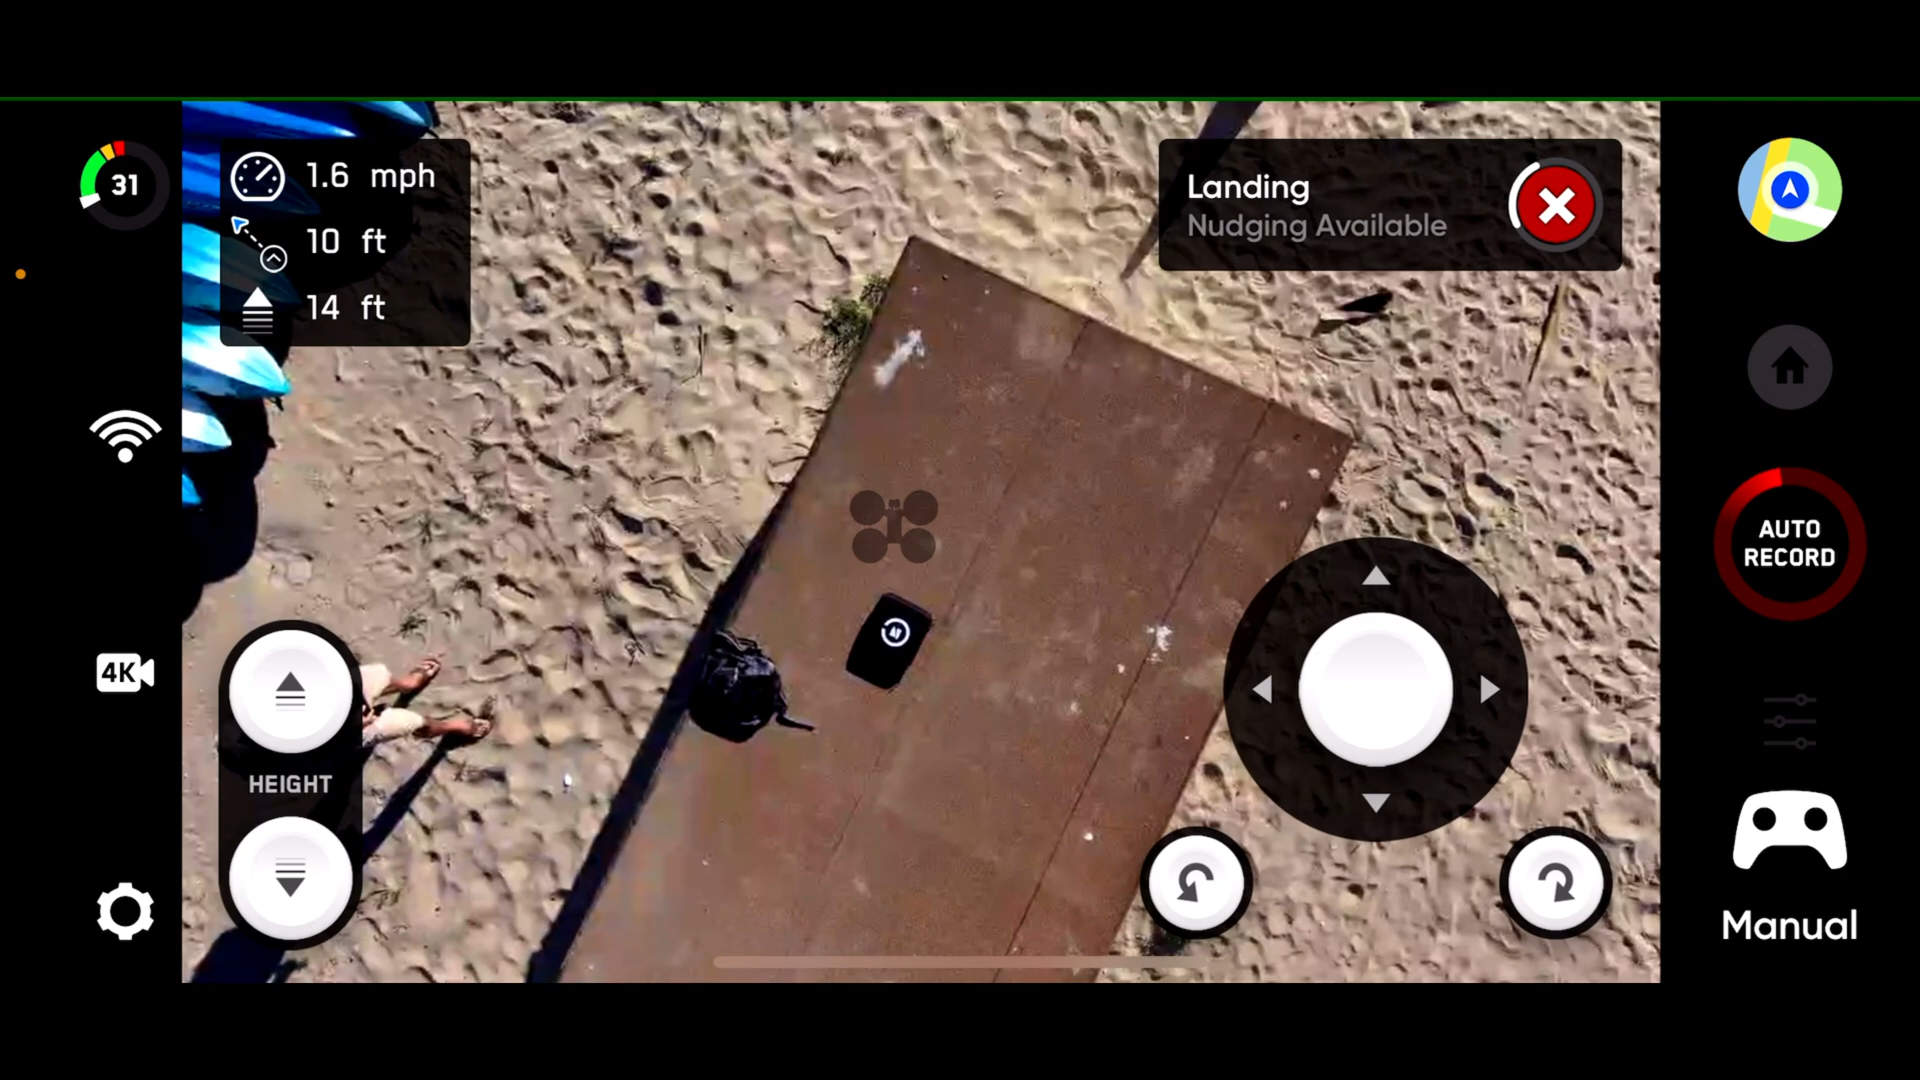 31
1.6 mph
10 ft
14 ft
Landing
Nudging Available
AUTO
RECORD
4K
HEIGHT
Manual